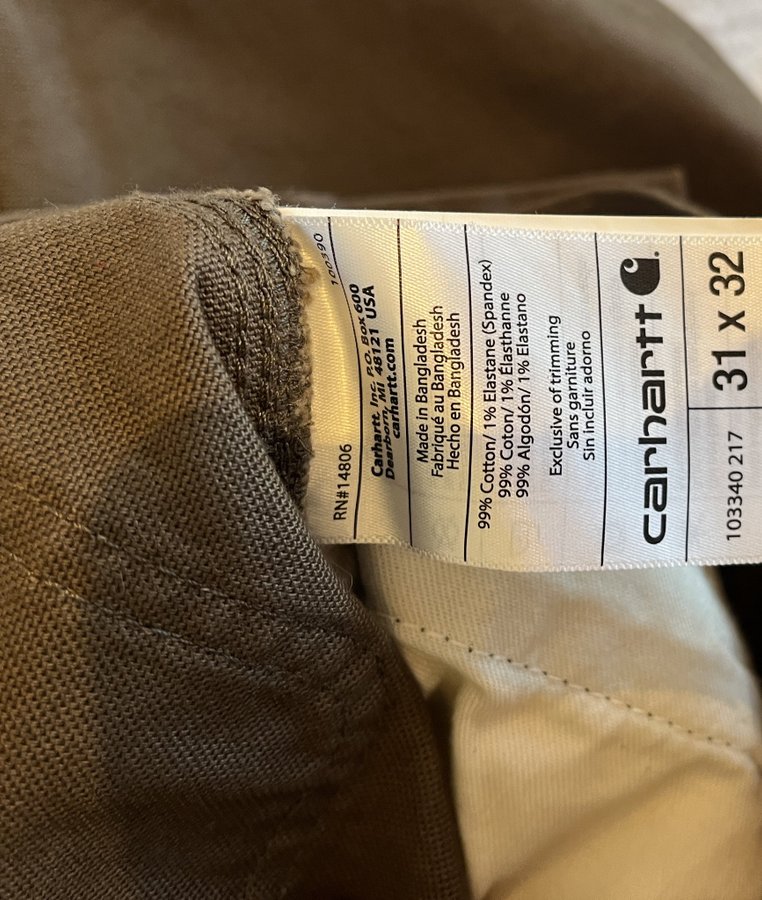 31 x 32
103340 217
carhartt
Exclusive of trimming
Sans garniture
Sin incluir adorno
99% Cotton/ 1% Elastane (Spandex)
99% Coton/ 1% Élasthanne
99% Algodón/ 1% Elastano
Made in Bangladesh
Fabriqué au Bangladesh
Hecho en Bangladesh
Carhartt, Inc. P.O. Box 600
Dearborn, MI 48121 USA
carhartt.com
RN#14806
100390